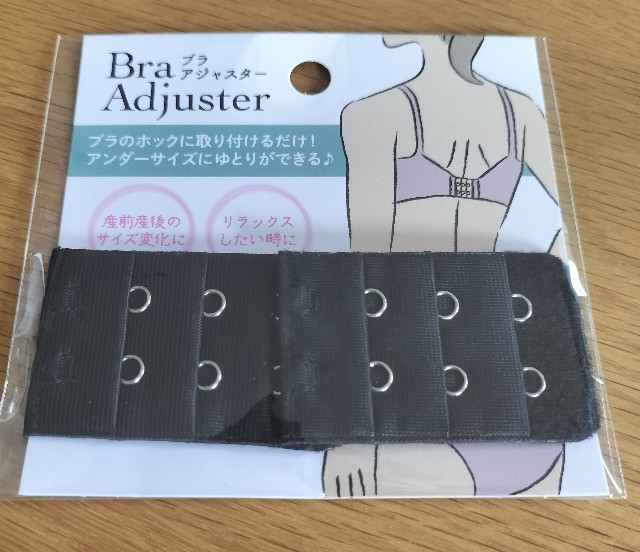 Bra ブラ
Adjuster アジャスター
ブラのホックに取り付けるだけ!
アンダーサイズにゆとりができる♪
産前産後の
サイズ変化に
リラックス
したい時に